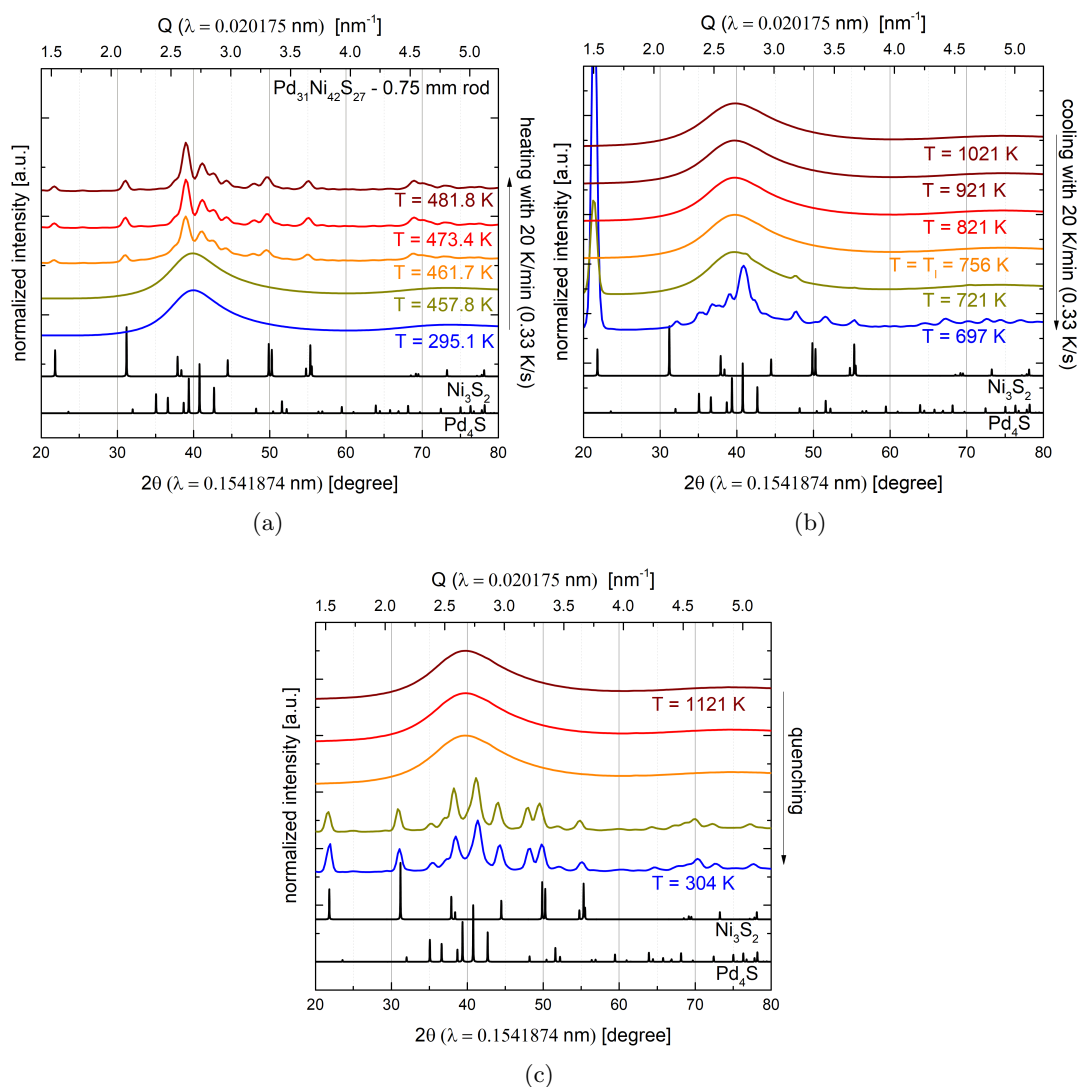 Q (λ = 0.020175 nm) [nm⁻¹]
1.5 2.0 2.5 3.0 3.5 4.0 4.5 5.0
Pd₃₁Ni₄₂S₂₇ - 0.75 mm rod
normalized intensity [a.u.]
heating with 20 K/min (0.33 K/s)
T = 481.8 K
T = 473.4 K
T = 461.7 K
T = 457.8 K
T = 295.1 K
Ni₃S₂
Pd₄S
20 30 40 50 60 70 80
2θ (λ = 0.1541874 nm) [degree]
(a)
Q (λ = 0.020175 nm) [nm⁻¹]
1.5 2.0 2.5 3.0 3.5 4.0 4.5 5.0
normalized intensity [a.u.]
cooling with 20 K/min (0.33 K/s)
T = 1021 K
T = 921 K
T = 821 K
T = Tₗ = 756 K
T = 721 K
T = 697 K
Ni₃S₂
Pd₄S
20 30 40 50 60 70 80
2θ (λ = 0.1541874 nm) [degree]
(b)
Q (λ = 0.020175 nm) [nm⁻¹]
1.5 2.0 2.5 3.0 3.5 4.0 4.5 5.0
normalized intensity [a.u.]
quenching
T = 1121 K
T = 304 K
Ni₃S₂
Pd₄S
20 30 40 50 60 70 80
2θ (λ = 0.1541874 nm) [degree]
(c)